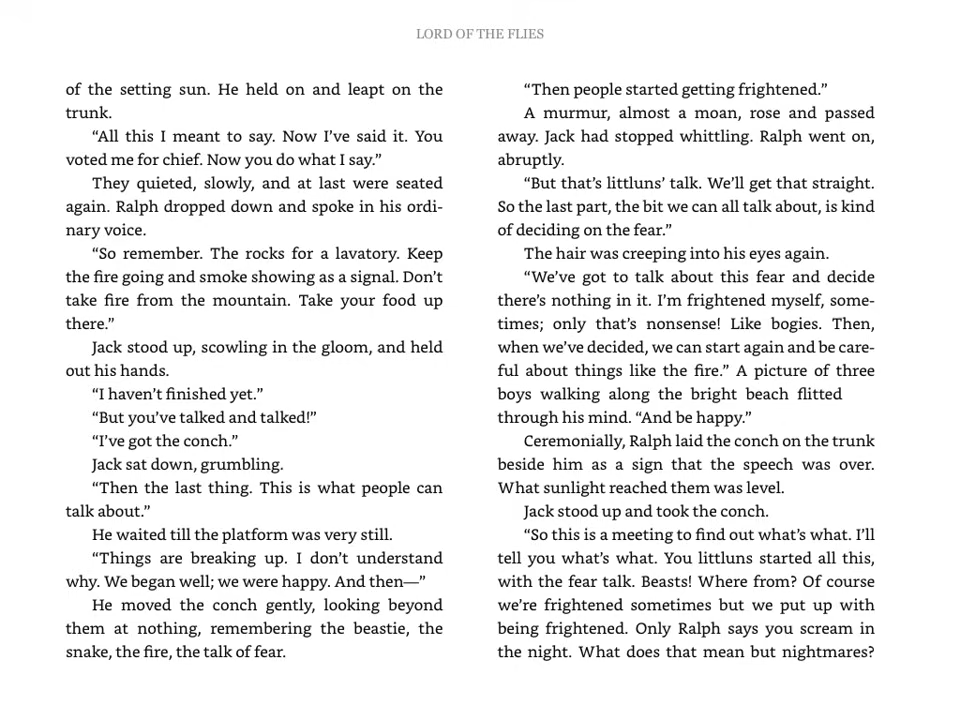 LORD OF THE FLIES
of the setting sun. He held on and leapt on the
trunk.
“All this I meant to say. Now I’ve said it. You
voted me for chief. Now you do what I say.”
They quieted, slowly, and at last were seated
again. Ralph dropped down and spoke in his ordi-
nary voice.
“So remember. The rocks for a lavatory. Keep
the fire going and smoke showing as a signal. Don’t
take fire from the mountain. Take your food up
there.”
Jack stood up, scowling in the gloom, and held
out his hands.
“I haven’t finished yet.”
“But you’ve talked and talked!”
“I’ve got the conch.”
Jack sat down, grumbling.
“Then the last thing. This is what people can
talk about.”
He waited till the platform was very still.
“Things are breaking up. I don’t understand
why. We began well; we were happy. And then—”
He moved the conch gently, looking beyond
them at nothing, remembering the beastie, the
snake, the fire, the talk of fear.
“Then people started getting frightened.”
A murmur, almost a moan, rose and passed
away. Jack had stopped whittling. Ralph went on,
abruptly.
“But that’s littluns’ talk. We’ll get that straight.
So the last part, the bit we can all talk about, is kind
of deciding on the fear.”
The hair was creeping into his eyes again.
“We’ve got to talk about this fear and decide
there’s nothing in it. I’m frightened myself, some-
times; only that’s nonsense! Like bogies. Then,
when we’ve decided, we can start again and be care-
ful about things like the fire.” A picture of three
boys walking along the bright beach flitted
through his mind. “And be happy.”
Ceremonially, Ralph laid the conch on the trunk
beside him as a sign that the speech was over.
What sunlight reached them was level.
Jack stood up and took the conch.
“So this is a meeting to find out what’s what. I’ll
tell you what’s what. You littluns started all this,
with the fear talk. Beasts! Where from? Of course
we’re frightened sometimes but we put up with
being frightened. Only Ralph says you scream in
the night. What does that mean but nightmares?